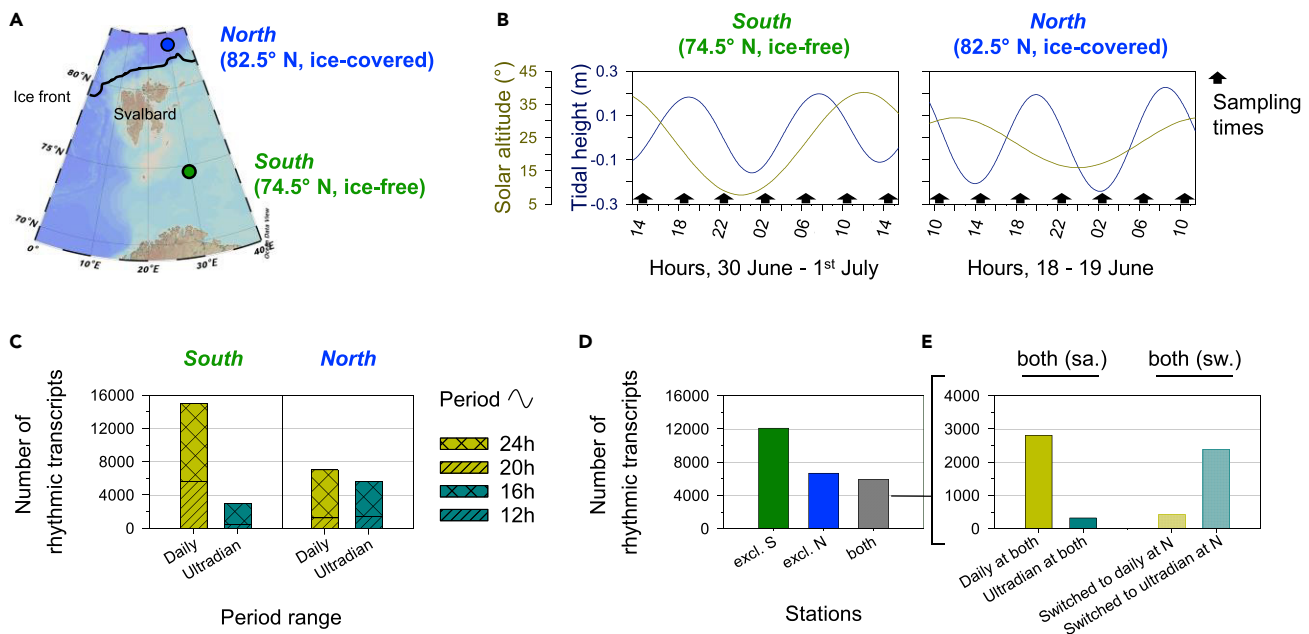 A
North
(82.5° N, ice-covered)
80°N
Ice front
Svalbard
75°N
South
(74.5° N, ice-free)
70°N
0°
10°E
20°E
30°E
40°E
Ocean Data View
B
South
(74.5° N, ice-free)
North
(82.5° N, ice-covered)
Solar altitude (°)
45
35
25
15
5
Tidal height (m)
0.3
0.1
-0.1
-0.3
14
18
22
02
06
10
14
Hours, 30 June - 1st July
10
14
18
22
02
06
10
Hours, 18 - 19 June
Sampling
times
C
South
North
Number of
rhythmic transcripts
16000
12000
8000
4000
0
Daily
Ultradian
Daily
Ultradian
Period range
Period
24h
20h
16h
12h
D
Number of
rhythmic transcripts
16000
12000
8000
4000
0
excl. S
excl. N
both
Stations
E
both (sa.)
both (sw.)
4000
3000
2000
1000
0
Daily at both
Ultradian at both
Switched to daily at N
Switched to ultradian at N